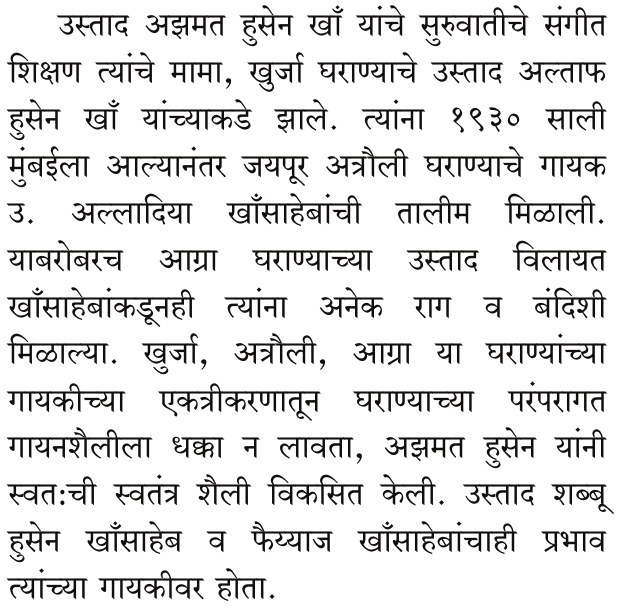 उस्ताद अझमत हुसेन खाँ यांचे सुरुवातीचे संगीत
शिक्षण त्यांचे मामा, खुर्जा घराण्याचे उस्ताद अल्ताफ
हुसेन खाँ यांच्याकडे झाले. त्यांना १९३० साली
मुंबईला आल्यानंतर जयपूर अत्रौली घराण्याचे गायक
उ. अल्लादिया खाँसाहेबांची तालीम मिळाली.
याबरोबरच आग्रा घराण्याच्या उस्ताद विलायत
खाँसाहेबांकडूनही त्यांना अनेक राग व बंदिशी
मिळाल्या. खुर्जा, अत्रौली, आग्रा या घराण्यांच्या
गायकीच्या एकत्रीकरणातून घराण्याच्या परंपरागत
गायनशैलीला धक्का न लावता, अझमत हुसेन यांनी
स्वत:ची स्वतंत्र शैली विकसित केली. उस्ताद शब्बू
हुसेन खाँसाहेब व फैय्याज खाँसाहेबांचाही प्रभाव
त्यांच्या गायकीवर होता.